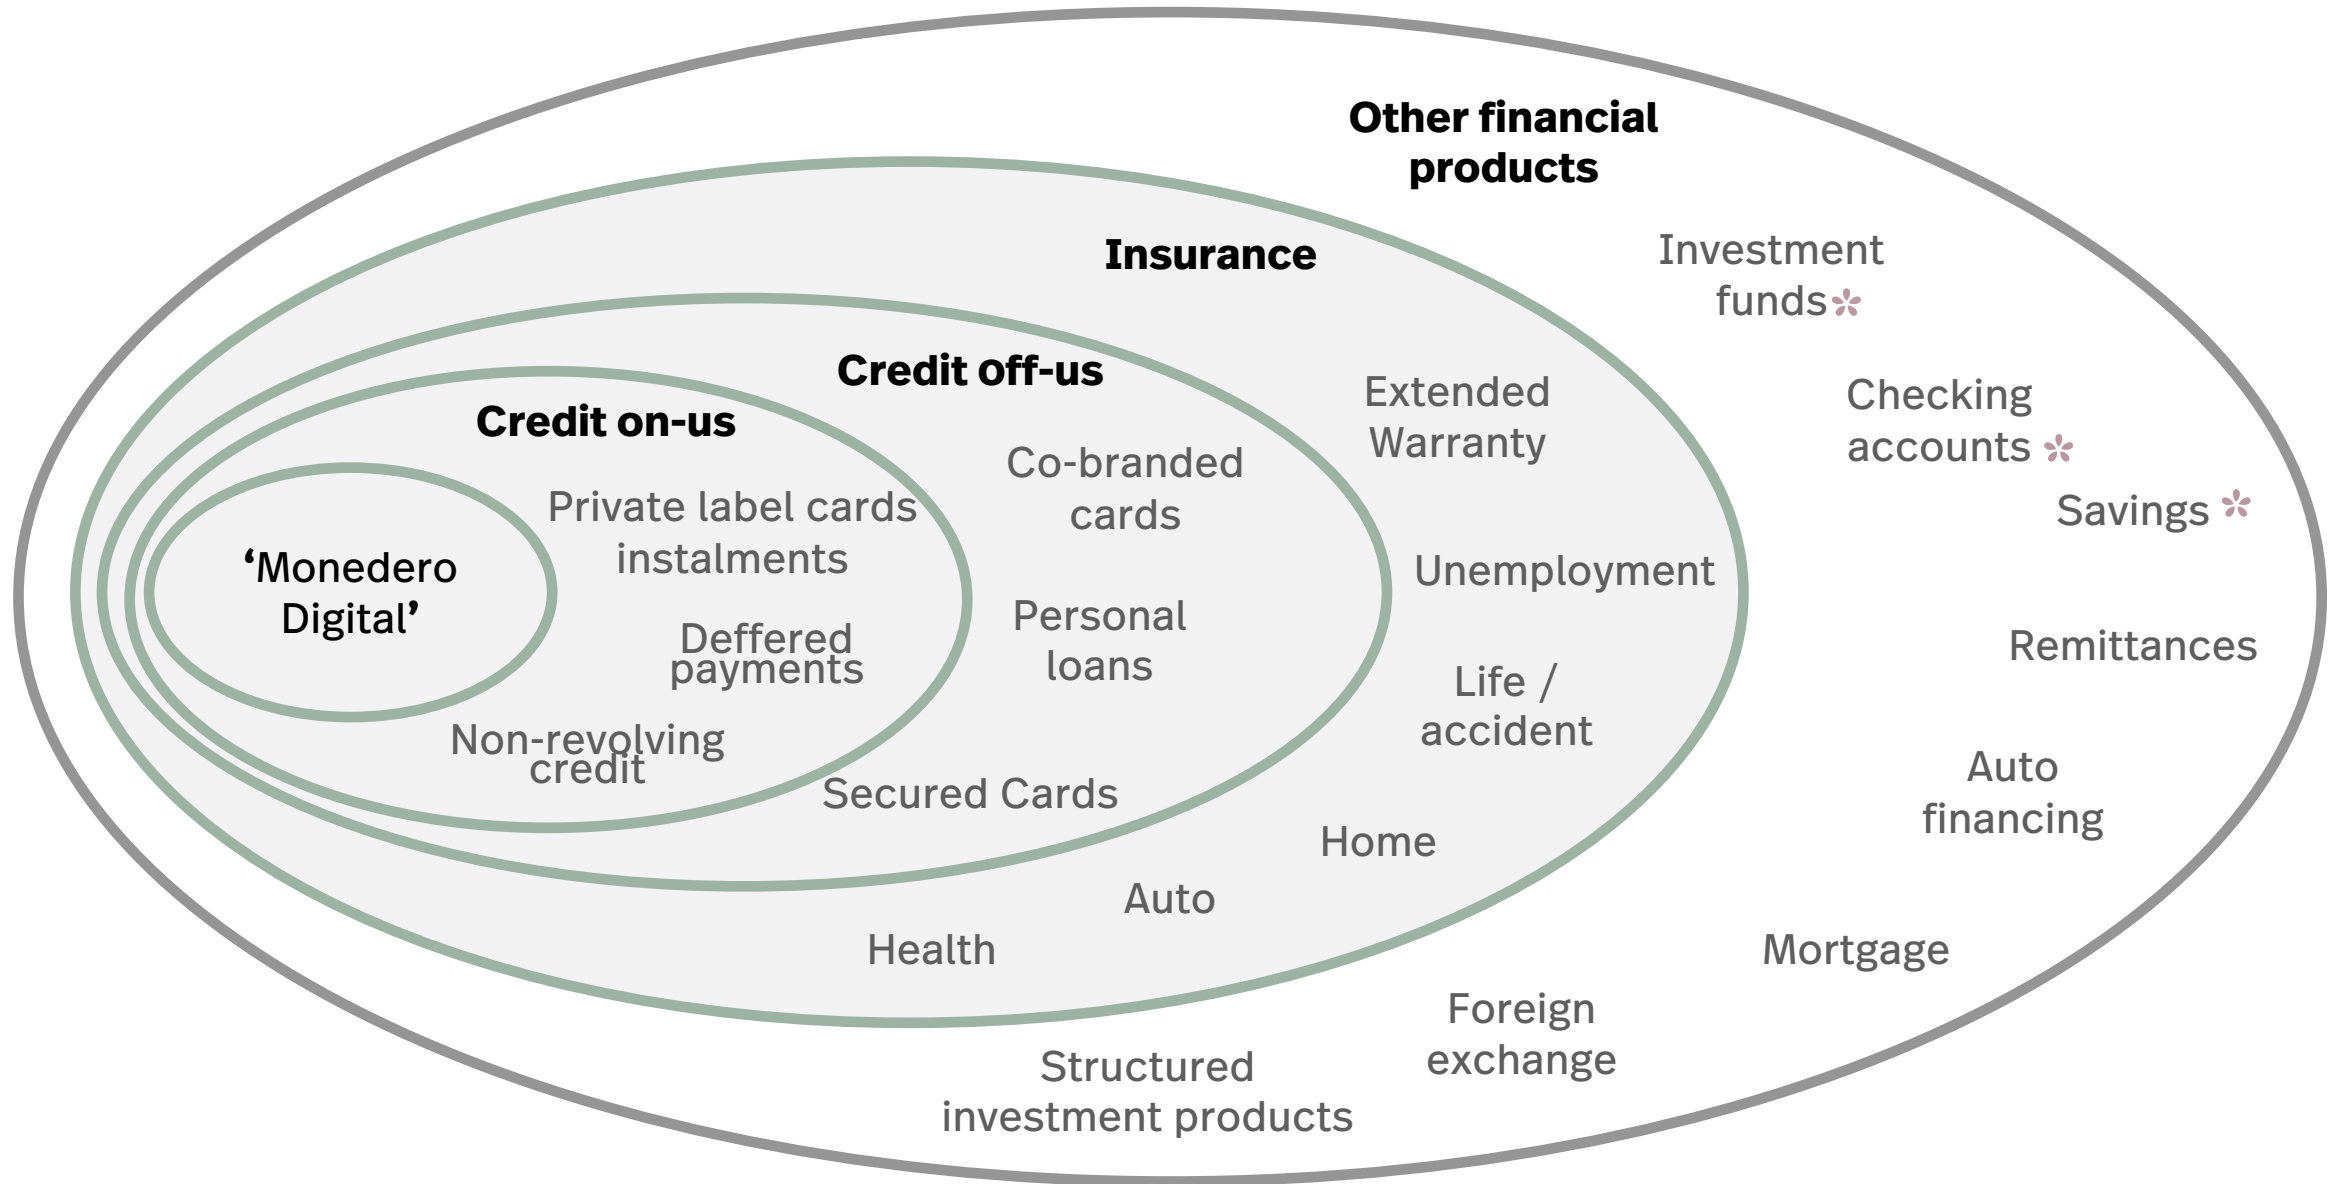 Other financial
products
Insurance
Credit off-us
Credit on-us
‘Monedero
Digital’
Private label cards
instalments
Deffered
payments
Non-revolving
credit
Co-branded
cards
Personal
loans
Secured Cards
Extended
Warranty
Unemployment
Life /
accident
Home
Auto
Health
Investment
funds*
Checking
accounts *
Savings *
Remittances
Auto
financing
Mortgage
Foreign
exchange
Structured
investment products